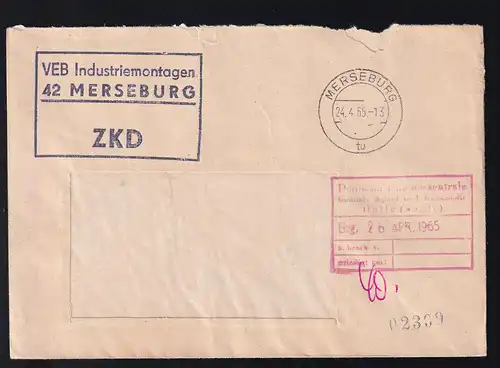 VEB Industriemontagen
42 MERSEBURG
ZKD
MERSEBURG
24.4.65.-13
tu
Eing. 26. APR. 1965
02309